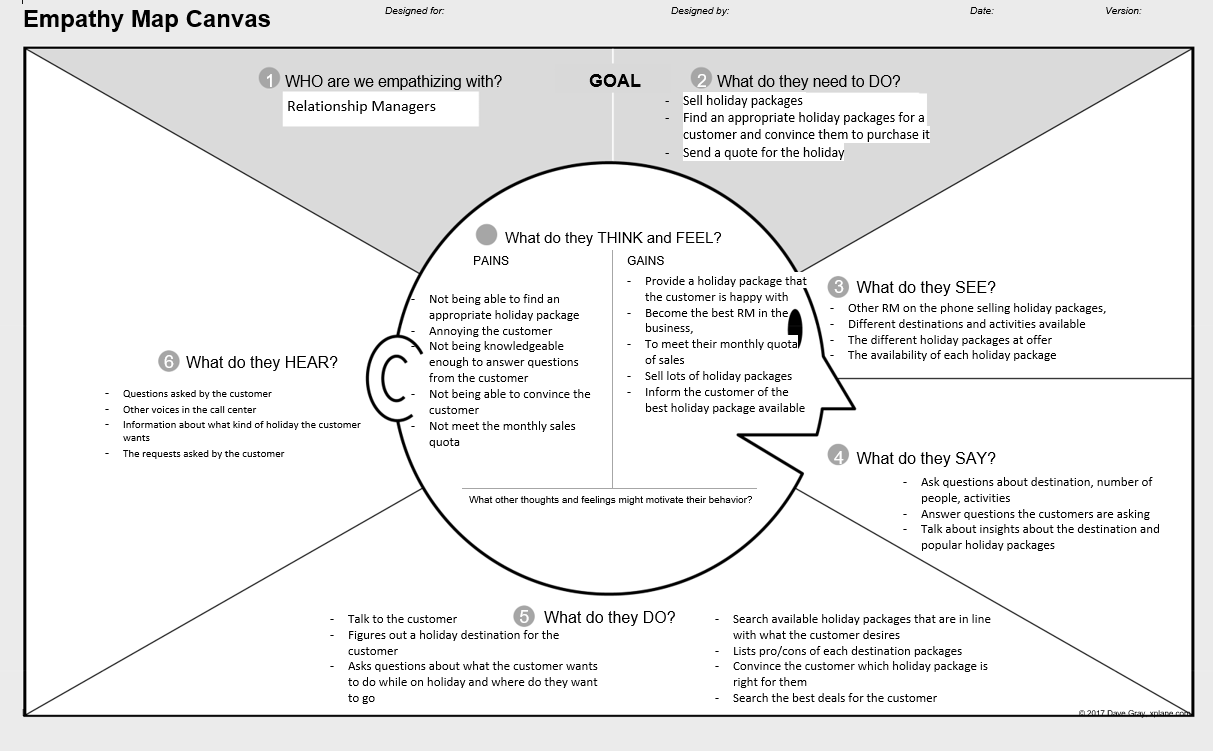 Empathy Map Canvas
Designed for:
Designed by:
Date:
Version:
1 WHO are we empathizing with?
Relationship Managers
GOAL
2 What do they need to DO?
- Sell holiday packages
- Find an appropriate holiday packages for a
customer and convince them to purchase it
- Send a quote for the holiday
What do they THINK and FEEL?
PAINS
- Not being able to find an
appropriate holiday package
- Annoying the customer
- Not being knowledgeable
enough to answer questions
from the customer
- Not being able to convince the
customer
- Not meet the monthly sales
quota
GAINS
- Provide a holiday package that
the customer is happy with
- Become the best RM in the
business,
- To meet their monthly quota
of sales
- Sell lots of holiday packages
- Inform the customer of the
best holiday package available
What other thoughts and feelings might motivate their behavior?
3 What do they SEE?
- Other RM on the phone selling holiday packages,
- Different destinations and activities available
- The different holiday packages at offer
- The availability of each holiday package
4 What do they SAY?
- Ask questions about destination, number of
people, activities
- Answer questions the customers are asking
- Talk about insights about the destination and
popular holiday packages
5 What do they DO?
- Talk to the customer
- Figures out a holiday destination for the
customer
- Asks questions about what the customer wants
to do while on holiday and where do they want
to go
- Search available holiday packages that are in line
with what the customer desires
- Lists pro/cons of each destination packages
- Convince the customer which holiday package is
right for them
- Search the best deals for the customer
6 What do they HEAR?
- Questions asked by the customer
- Other voices in the call center
- Information about what kind of holiday the customer
wants
- The requests asked by the customer
© 2017 Dave Gray, xplane.com